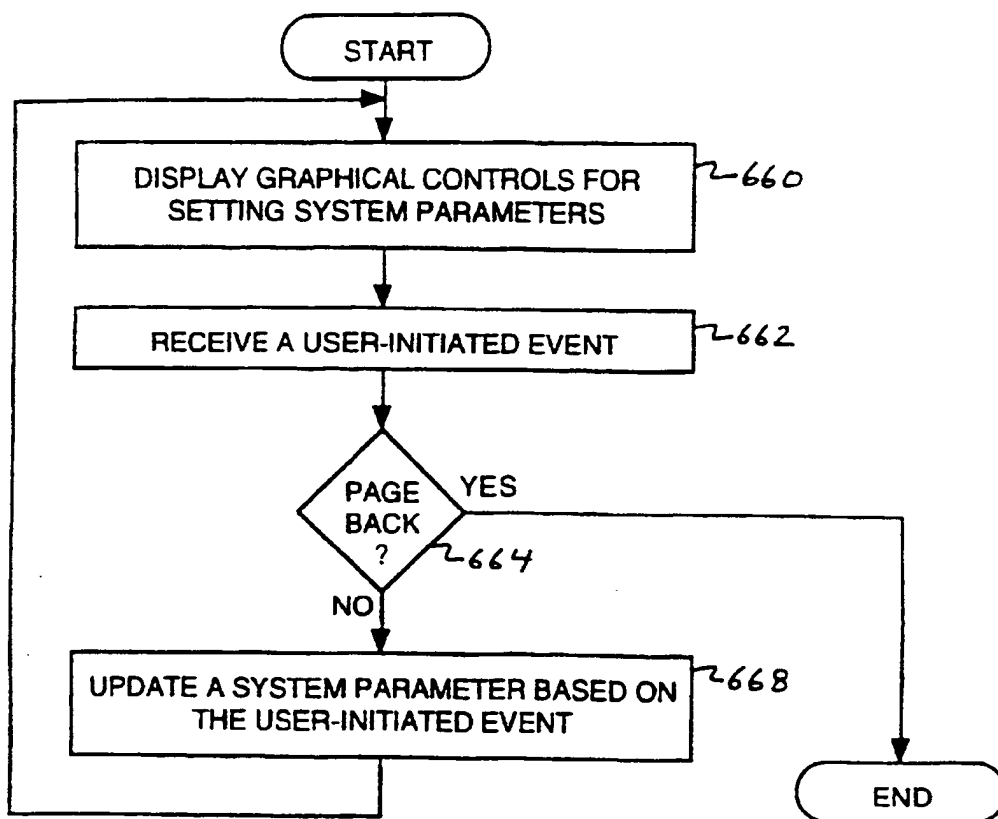 START
DISPLAY GRAPHICAL CONTROLS FOR
SETTING SYSTEM PARAMETERS
660
RECEIVE A USER-INITIATED EVENT
662
PAGE
BACK
?
YES
664
NO
UPDATE A SYSTEM PARAMETER BASED ON
THE USER-INITIATED EVENT
668
END